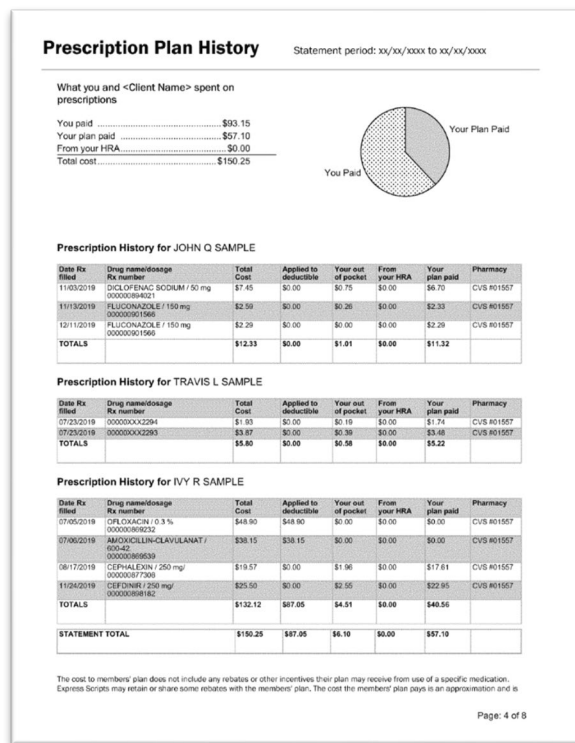 Prescription Plan History
Statement period: xx/xx/xxxx to xx/xx/xxxx
What you and <Client Name> spent on
prescriptions
You paid ............................................ $93.15
Your plan paid .................................... $57.10
From your HRA...................................... $0.00
Total cost .......................................... $150.25
Your Plan Paid
You Paid
Prescription History for JOHN Q SAMPLE
Date Rx filled Drug name/dosage Rx number Total Cost Applied to deductible Your out of pocket From your HRA Your plan paid Pharmacy
11/03/2019 DICLOFENAC SODIUM / 50 mg $7.45 $0.00 $0.75 $0.00 $6.70 CVS #01557
000000894021
11/13/2019 FLUCONAZOLE / 150 mg $2.59 $0.00 $0.26 $0.00 $2.33 CVS #01557
000000901566
12/11/2019 FLUCONAZOLE / 150 mg $2.29 $0.00 $0.00 $0.00 $2.29 CVS #01557
000000901566
TOTALS $12.33 $0.00 $1.01 $0.00 $11.32
Prescription History for TRAVIS L SAMPLE
Date Rx filled Drug name/dosage Rx number Total Cost Applied to deductible Your out of pocket From your HRA Your plan paid Pharmacy
07/23/2019 00000XXX2294 $1.93 $0.00 $0.19 $0.00 $1.74 CVS #01557
07/23/2019 00000XXX2293 $3.87 $0.00 $0.39 $0.00 $3.48 CVS #01557
TOTALS $5.80 $0.00 $0.58 $0.00 $5.22
Prescription History for IVY R SAMPLE
Date Rx filled Drug name/dosage Rx number Total Cost Applied to deductible Your out of pocket From your HRA Your plan paid Pharmacy
07/05/2019 OFLOXACIN / 0.3 % $48.90 $48.90 $0.00 $0.00 $0.00 CVS #01557
000000869232
07/06/2019 AMOXICILLIN-CLAVULANAT / $38.15 $38.15 $0.00 $0.00 $0.00 CVS #01557
600-42.
000000869539
08/17/2019 CEPHALEXIN / 250 mg/ $19.57 $0.00 $1.96 $0.00 $17.61 CVS #01557
000000877308
11/24/2019 CEFDINIR / 250 mg/ $25.50 $0.00 $2.55 $0.00 $22.95 CVS #01557
000000898182
TOTALS $132.12 $87.05 $4.51 $0.00 $40.56
STATEMENT TOTAL $150.25 $87.05 $6.10 $0.00 $57.10
The cost to members' plan does not include any rebates or other incentives their plan may receive from use of a specific medication.
Express Scripts may retain or share some rebates with the members' plan. The cost the members' plan pays is an approximation and is
Page: 4 of 8